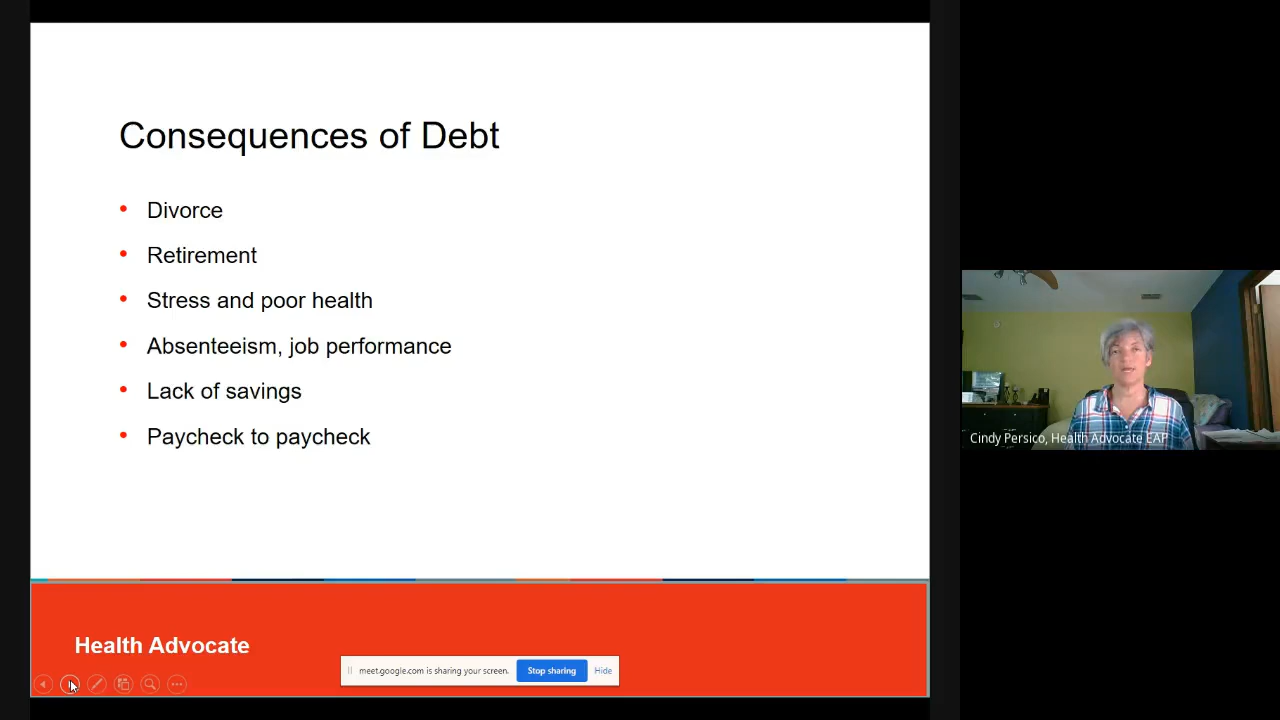 Consequences of Debt
• Divorce
• Retirement
• Stress and poor health
• Absenteeism, job performance
• Lack of savings
• Paycheck to paycheck
Cindy Persico, Health Advocate EAP
Health Advocate
meet.google.com is sharing your screen. Stop sharing Hide